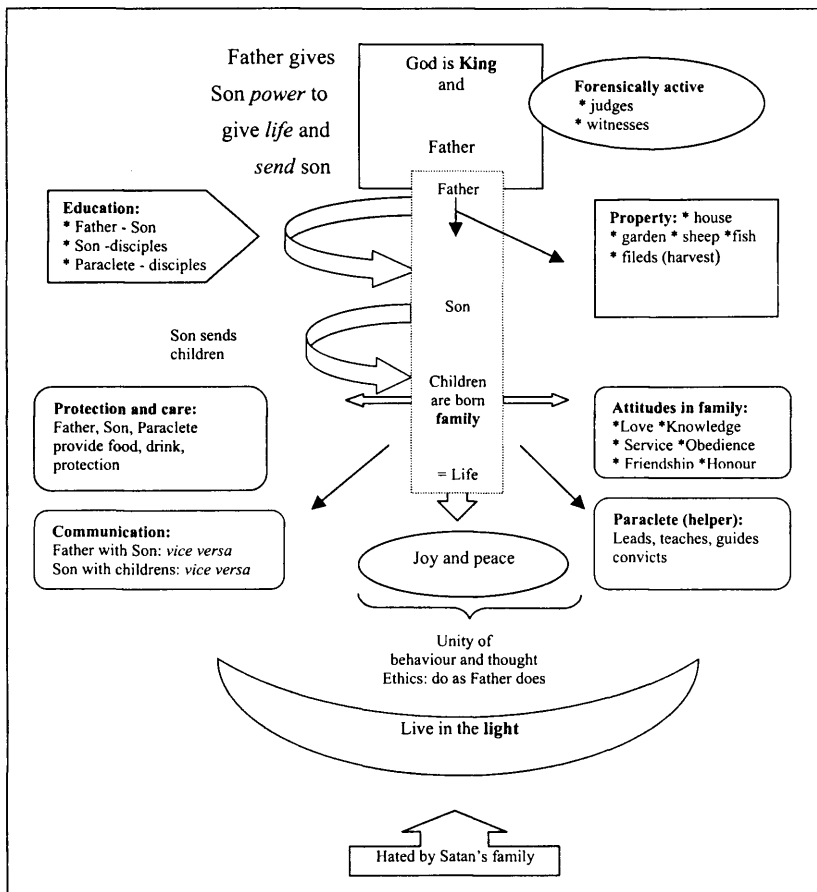 Father gives
Son power to
give life and
send son
God is King
and
Father
Forensically active
* judges
* witnesses
Education:
* Father - Son
* Son -disciples
* Paraclete - disciples
Father
Property: * house
* garden * sheep *fish
* fileds (harvest)
Son
Son sends
children
Children
are born
family
= Life
Protection and care:
Father, Son, Paraclete
provide food, drink,
protection
Attitudes in family:
*Love *Knowledge
* Service *Obedience
* Friendship *Honour
Communication:
Father with Son: vice versa
Son with childrens: vice versa
Paraclete (helper):
Leads, teaches, guides
convicts
Joy and peace
Unity of
behaviour and thought
Ethics: do as Father does
Live in the light
Hated by Satan's family